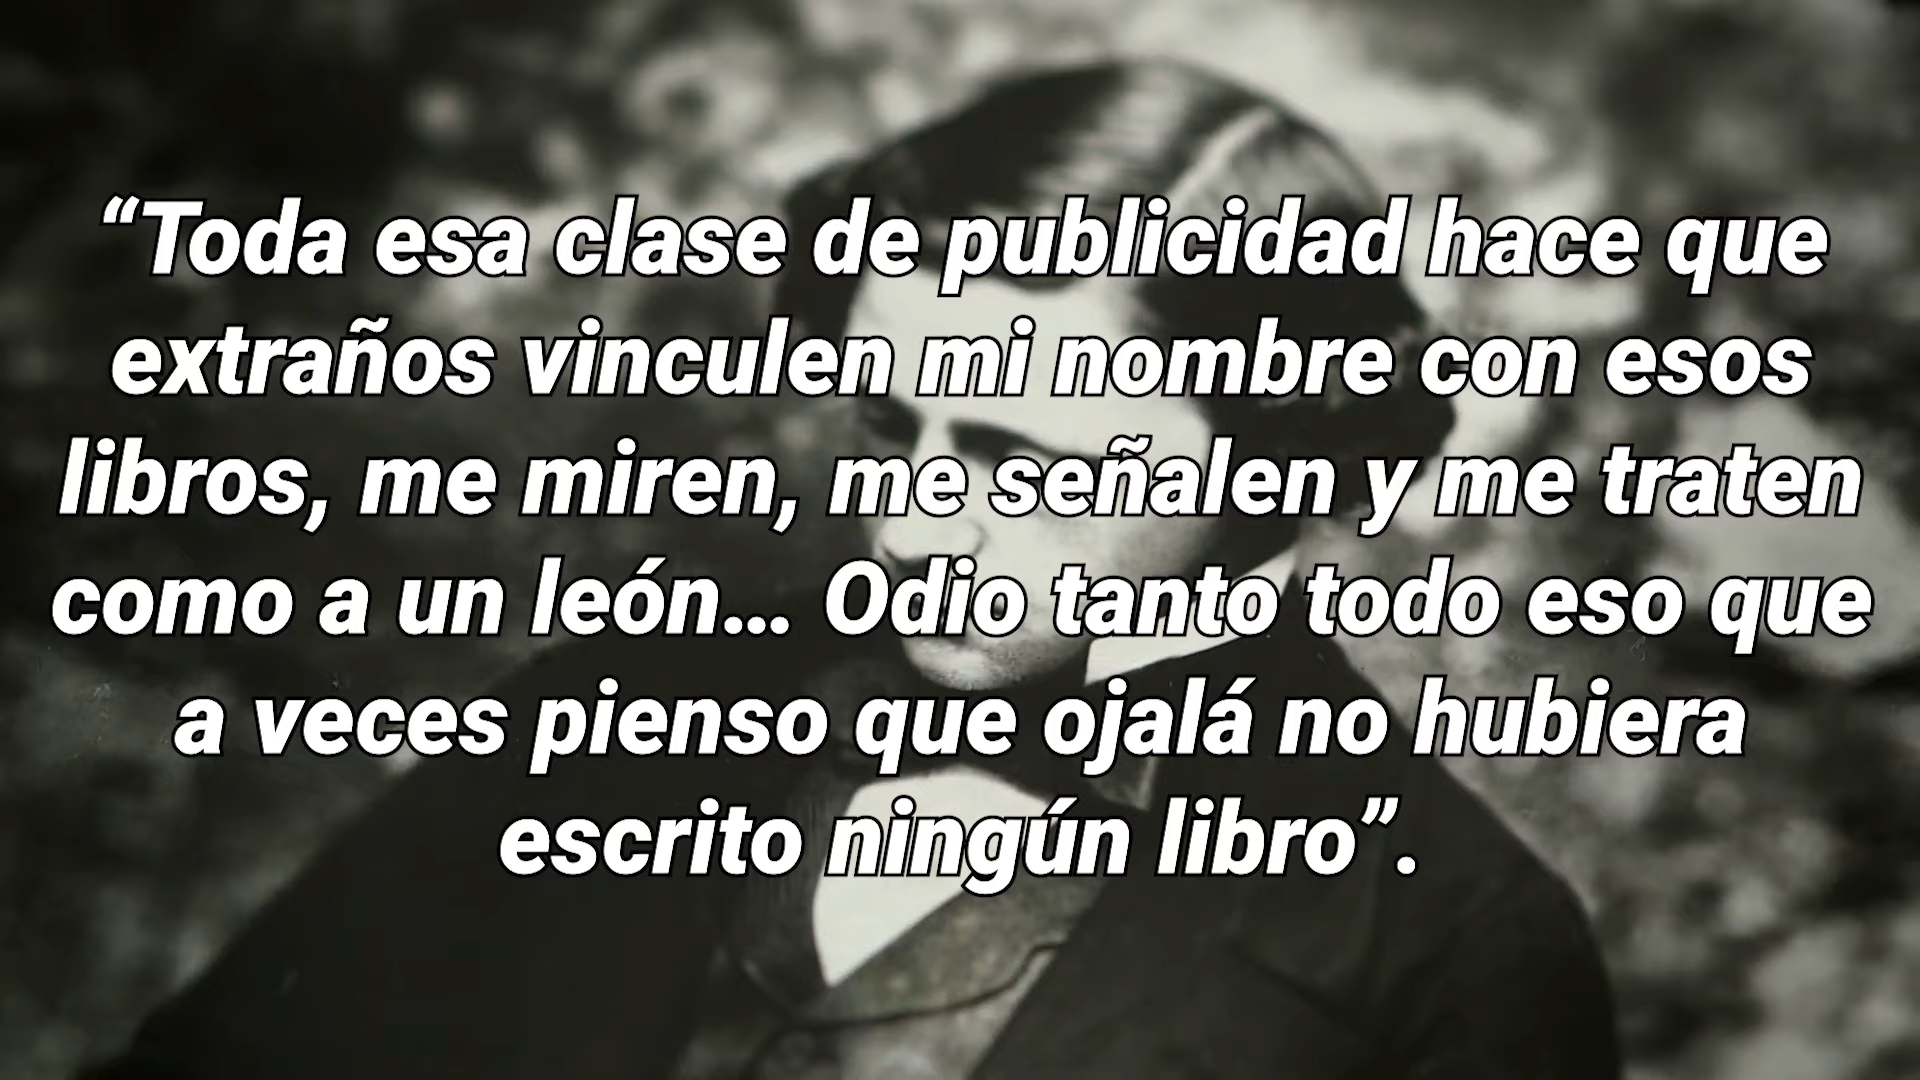 “Toda esa clase de publicidad hace que
extraños vinculen mi nombre con esos
libros, me miren, me señalen y me traten
como a un león... Odio tanto todo eso que
a veces pienso que ojalá no hubiera
escrito ningún libro”.